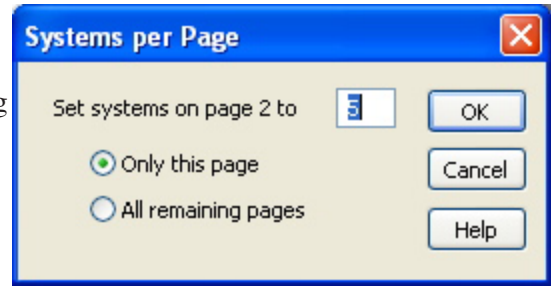 Systems per Page
g
Set systems on page 2 to 5 OK
Only this page
Cancel
All remaining pages
Help